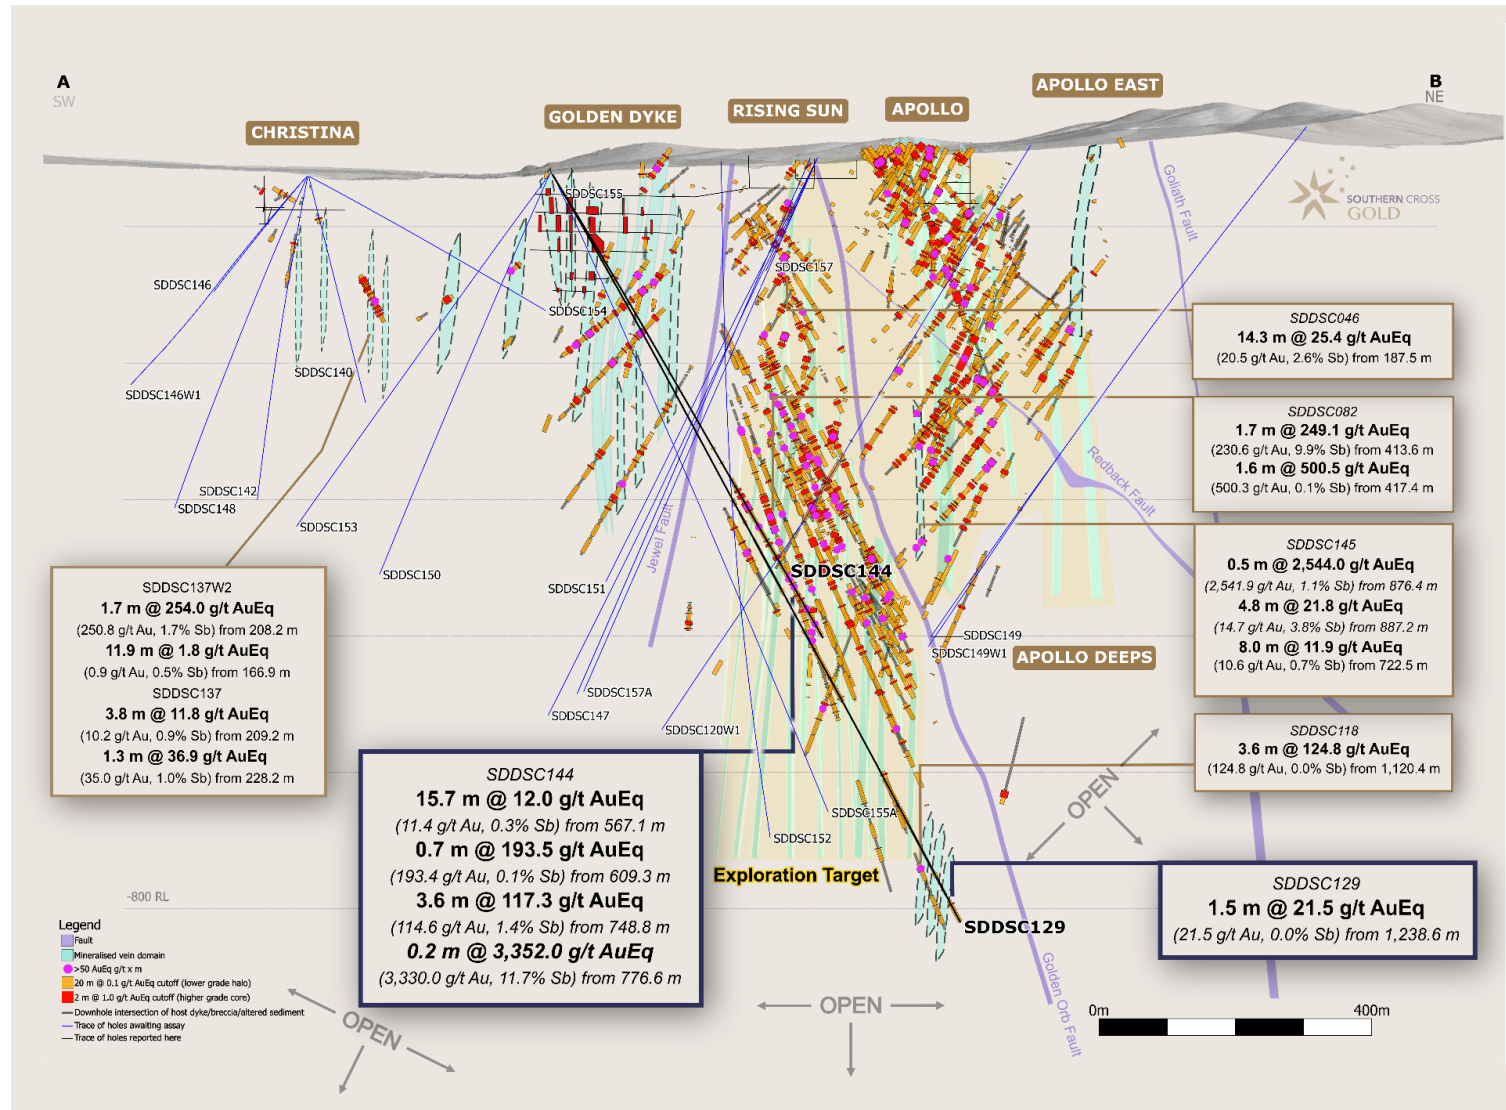 A
SW
B
NE
CHRISTINA
GOLDEN DYKE
RISING SUN
APOLLO
APOLLO EAST
SOUTHERN CROSS
GOLD
Goliath Fault
SDDSC155
SDDSC157
SDDSC146
SDDSC154
SDDSC140
SDDSC146W1
SDDSC142
SDDSC148
SDDSC153
SDDSC150
SDDSC151
Jewel Fault
Redback Fault
SDDSC144
SDDSC149
SDDSC149W1
APOLLO DEEPS
SDDSC157A
SDDSC147
SDDSC120W1
SDDSC155A
SDDSC152
Exploration Target
SDDSC129
Golden Orb Fault
SDDSC046
14.3 m @ 25.4 g/t AuEq
(20.5 g/t Au, 2.6% Sb) from 187.5 m
SDDSC082
1.7 m @ 249.1 g/t AuEq
(230.6 g/t Au, 9.9% Sb) from 413.6 m
1.6 m @ 500.5 g/t AuEq
(500.3 g/t Au, 0.1% Sb) from 417.4 m
SDDSC145
0.5 m @ 2,544.0 g/t AuEq
(2,541.9 g/t Au, 1.1% Sb) from 876.4 m
4.8 m @ 21.8 g/t AuEq
(14.7 g/t Au, 3.8% Sb) from 887.2 m
8.0 m @ 11.9 g/t AuEq
(10.6 g/t Au, 0.7% Sb) from 722.5 m
SDDSC118
3.6 m @ 124.8 g/t AuEq
(124.8 g/t Au, 0.0% Sb) from 1,120.4 m
SDDSC137W2
1.7 m @ 254.0 g/t AuEq
(250.8 g/t Au, 1.7% Sb) from 208.2 m
11.9 m @ 1.8 g/t AuEq
(0.9 g/t Au, 0.5% Sb) from 166.9 m
SDDSC137
3.8 m @ 11.8 g/t AuEq
(10.2 g/t Au, 0.9% Sb) from 209.2 m
1.3 m @ 36.9 g/t AuEq
(35.0 g/t Au, 1.0% Sb) from 228.2 m
SDDSC144
15.7 m @ 12.0 g/t AuEq
(11.4 g/t Au, 0.3% Sb) from 567.1 m
0.7 m @ 193.5 g/t AuEq
(193.4 g/t Au, 0.1% Sb) from 609.3 m
3.6 m @ 117.3 g/t AuEq
(114.6 g/t Au, 1.4% Sb) from 748.8 m
0.2 m @ 3,352.0 g/t AuEq
(3,330.0 g/t Au, 11.7% Sb) from 776.6 m
SDDSC129
1.5 m @ 21.5 g/t AuEq
(21.5 g/t Au, 0.0% Sb) from 1,238.6 m
OPEN
OPEN
OPEN
-800 RL
Legend
Fault
Mineralised vein domain
>50 AuEq g/t x m
20 m @ 0.1 g/t AuEq cutoff (lower grade halo)
2 m @ 1.0 g/t AuEq cutoff (higher grade core)
Downhole intersection of host dyke/breccia/altered sediment
Trace of holes awaiting assay
Trace of holes reported here
0m
400m